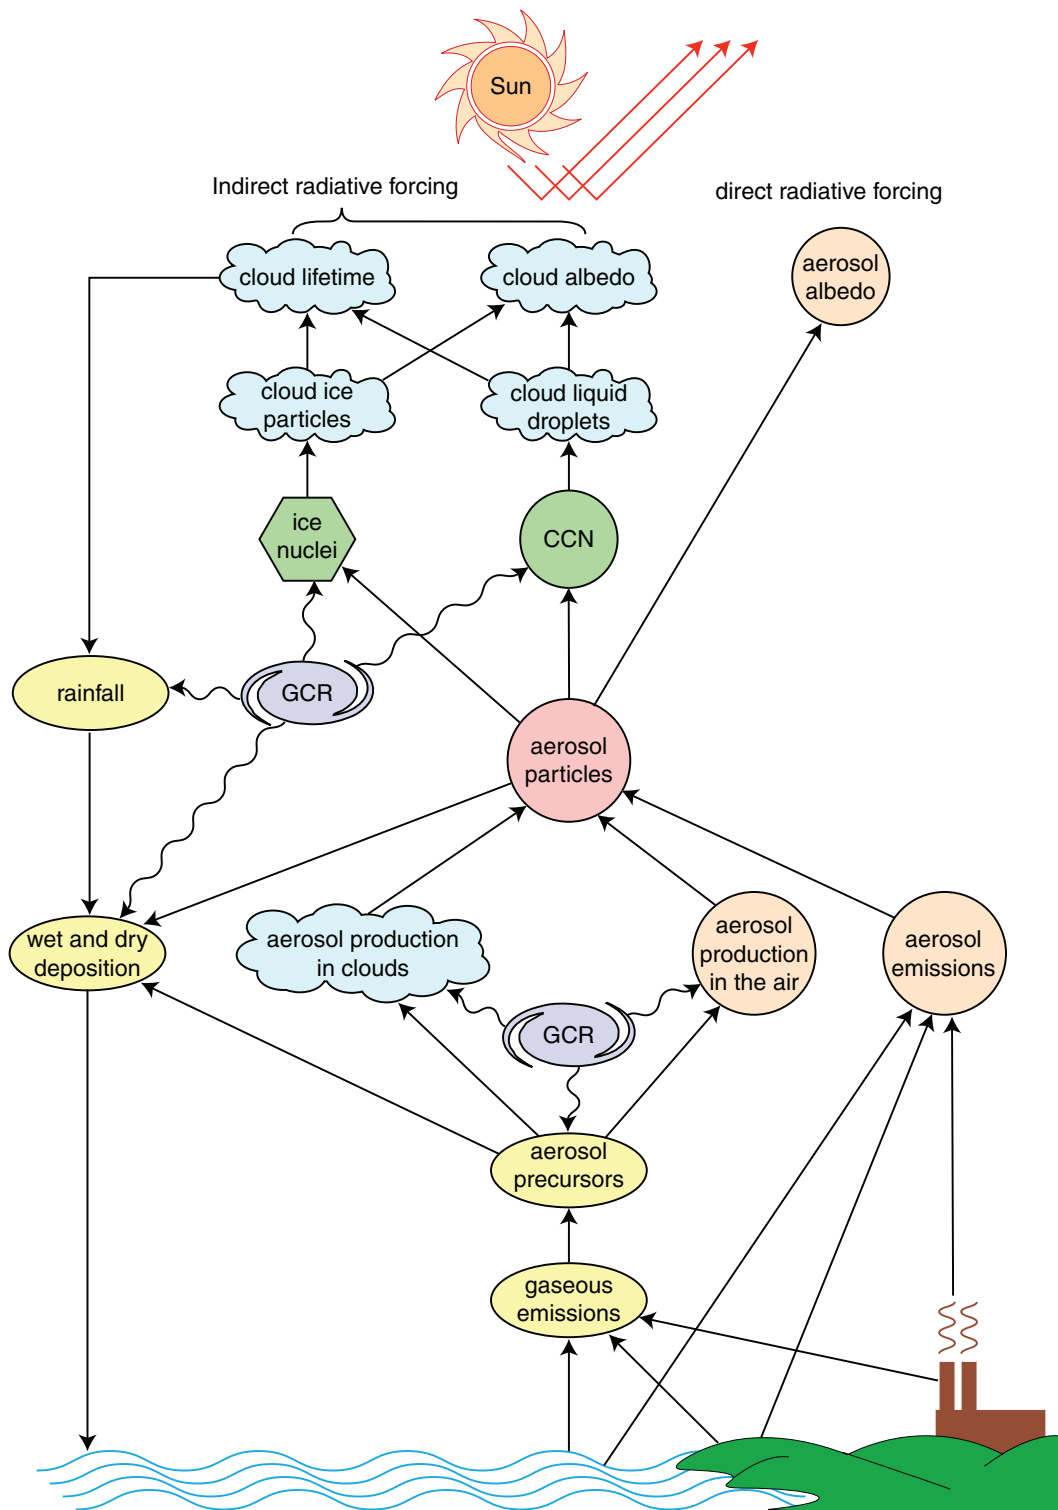 Sun
Indirect radiative forcing
direct radiative forcing
cloud lifetime
cloud albedo
aerosol
albedo
cloud ice
particles
cloud liquid
droplets
ice
nuclei
CCN
rainfall
GCR
aerosol
particles
wet and dry
deposition
aerosol production
in clouds
aerosol
production
in the air
aerosol
emissions
GCR
aerosol
precursors
gaseous
emissions